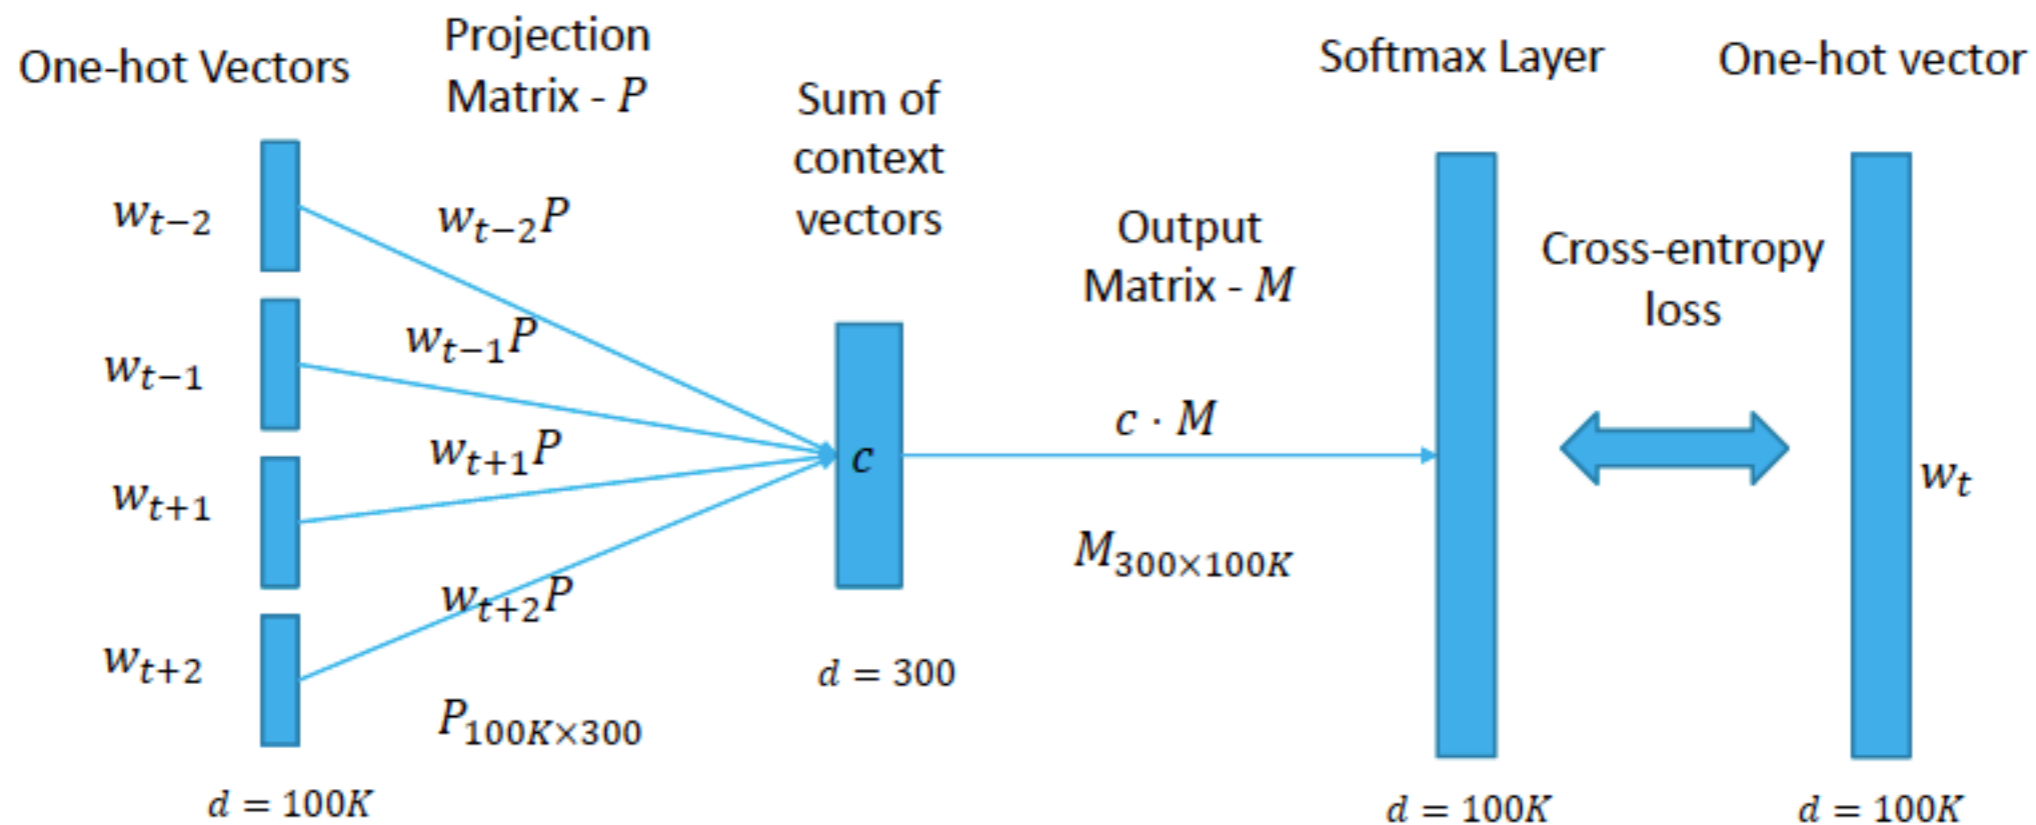 One-hot Vectors
Projection
Matrix - P
Sum of
context
vectors
Output
Matrix - M
Softmax Layer
Cross-entropy
loss
One-hot vector
w_{t−2}
w_{t−2}P
w_{t−1}
w_{t−1}P
w_{t+1}
w_{t+1}P
w_{t+2}
w_{t+2}P
P_{100K×300}
d = 100K
c
d = 300
c · M
M_{300×100K}
d = 100K
w_t
d = 100K